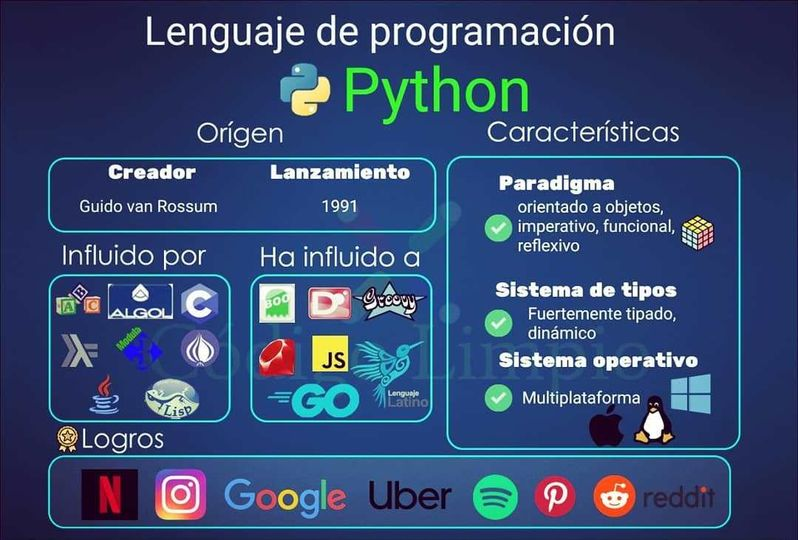 Lenguaje de programación
Python
Orígen
Creador
Guido van Rossum
Lanzamiento
1991
Influido por
A B C
ALGOL
C
Modula
Lisp
Ha influido a
BOO
D
Groovy
JS
GO
Lenguaje
Latino
Características
Paradigma
orientado a objetos,
imperativo, funcional,
reflexivo
Sistema de tipos
Fuertemente tipado,
dinámico
Sistema operativo
Multiplataforma
Código Limpio
Logros
N
Google
Uber
reddit